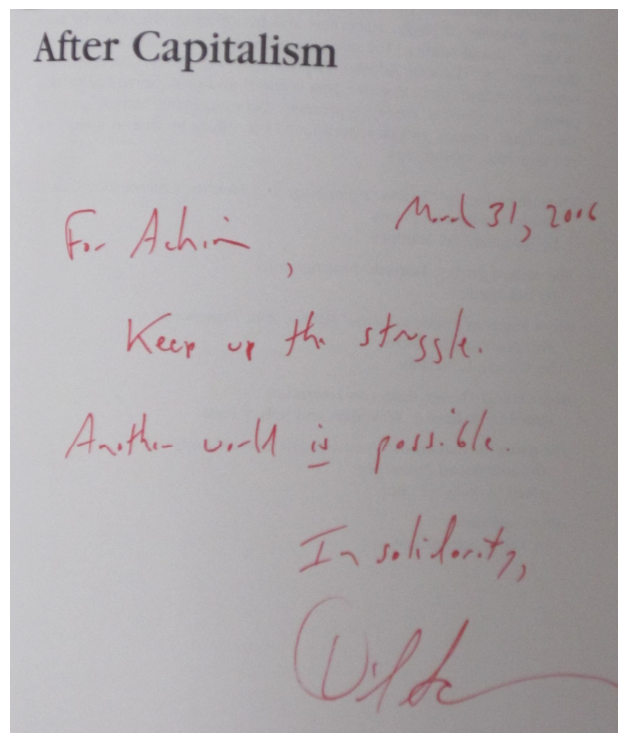 After Capitalism
For Achim,
March 31, 2006
Keep up the struggle.
Another world is possible.
In solidarity,